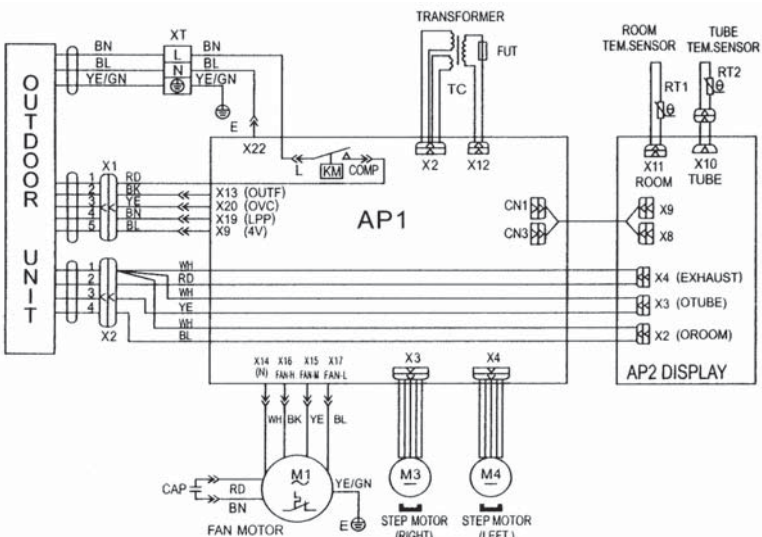 TRANSFORMER
ROOM TEM.SENSOR
TUBE TEM.SENSOR
XT
BN L BN
BL N BL
YE/GN YE/GN
E
FUT
TC
RT1 θ
RT2 θ
OUTDOOR UNIT
X22
L KM COMP
X2 X12
X11 ROOM
X10 TUBE
X1
1 RD
2 BK X13 (OUTF)
3 YE X20 (OVC)
4 BN X19 (LPP)
5 BL X9 (4V)
AP1
CN1
CN3
X9
X8
1 WH
2 RD X4 (EXHAUST)
3 WH
4 YE X3 (OTUBE)
WH
BL X2 (OROOM)
X2
AP2 DISPLAY
X14 (N) X16 FAN-H X15 FAN-M X17 FAN-L
X3 X4
WH BK YE BL
CAP RD
BN
M1
YE/GN
E
M3 M4
FAN MOTOR
STEP MOTOR (RIGHT)
STEP MOTOR (LEFT)